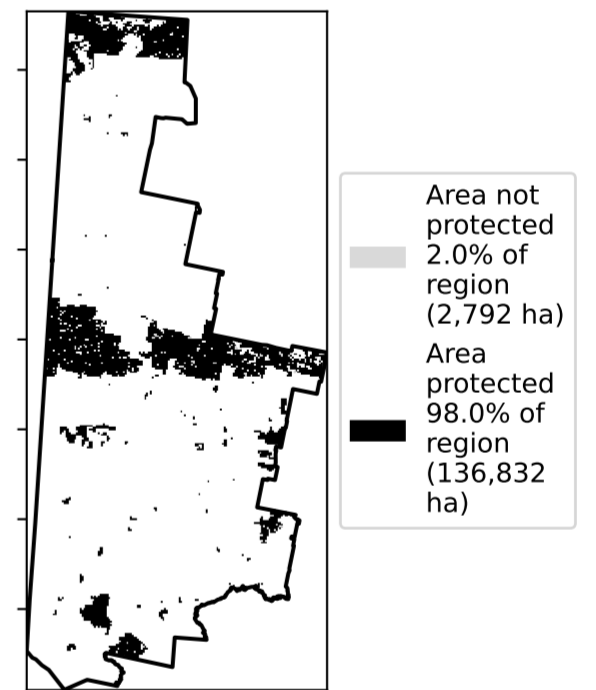 Area not
protected
2.0% of
region
(2,792 ha)
Area
protected
98.0% of
region
(136,832
ha)